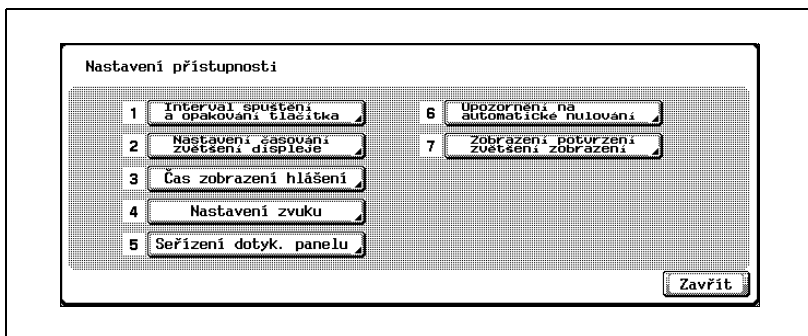 Nastavení přístupnosti
1 Interval spuštění
a opakování tlačítka
2 Nastavení časování
zvětšení displeje
3 Čas zobrazení hlášení
4 Nastavení zvuku
5 Seřízení dotyk. panelu
6 Upozornění na
automatické nulování
7 Zobrazení potvrzení
zvětšení zobrazení
Zavřít